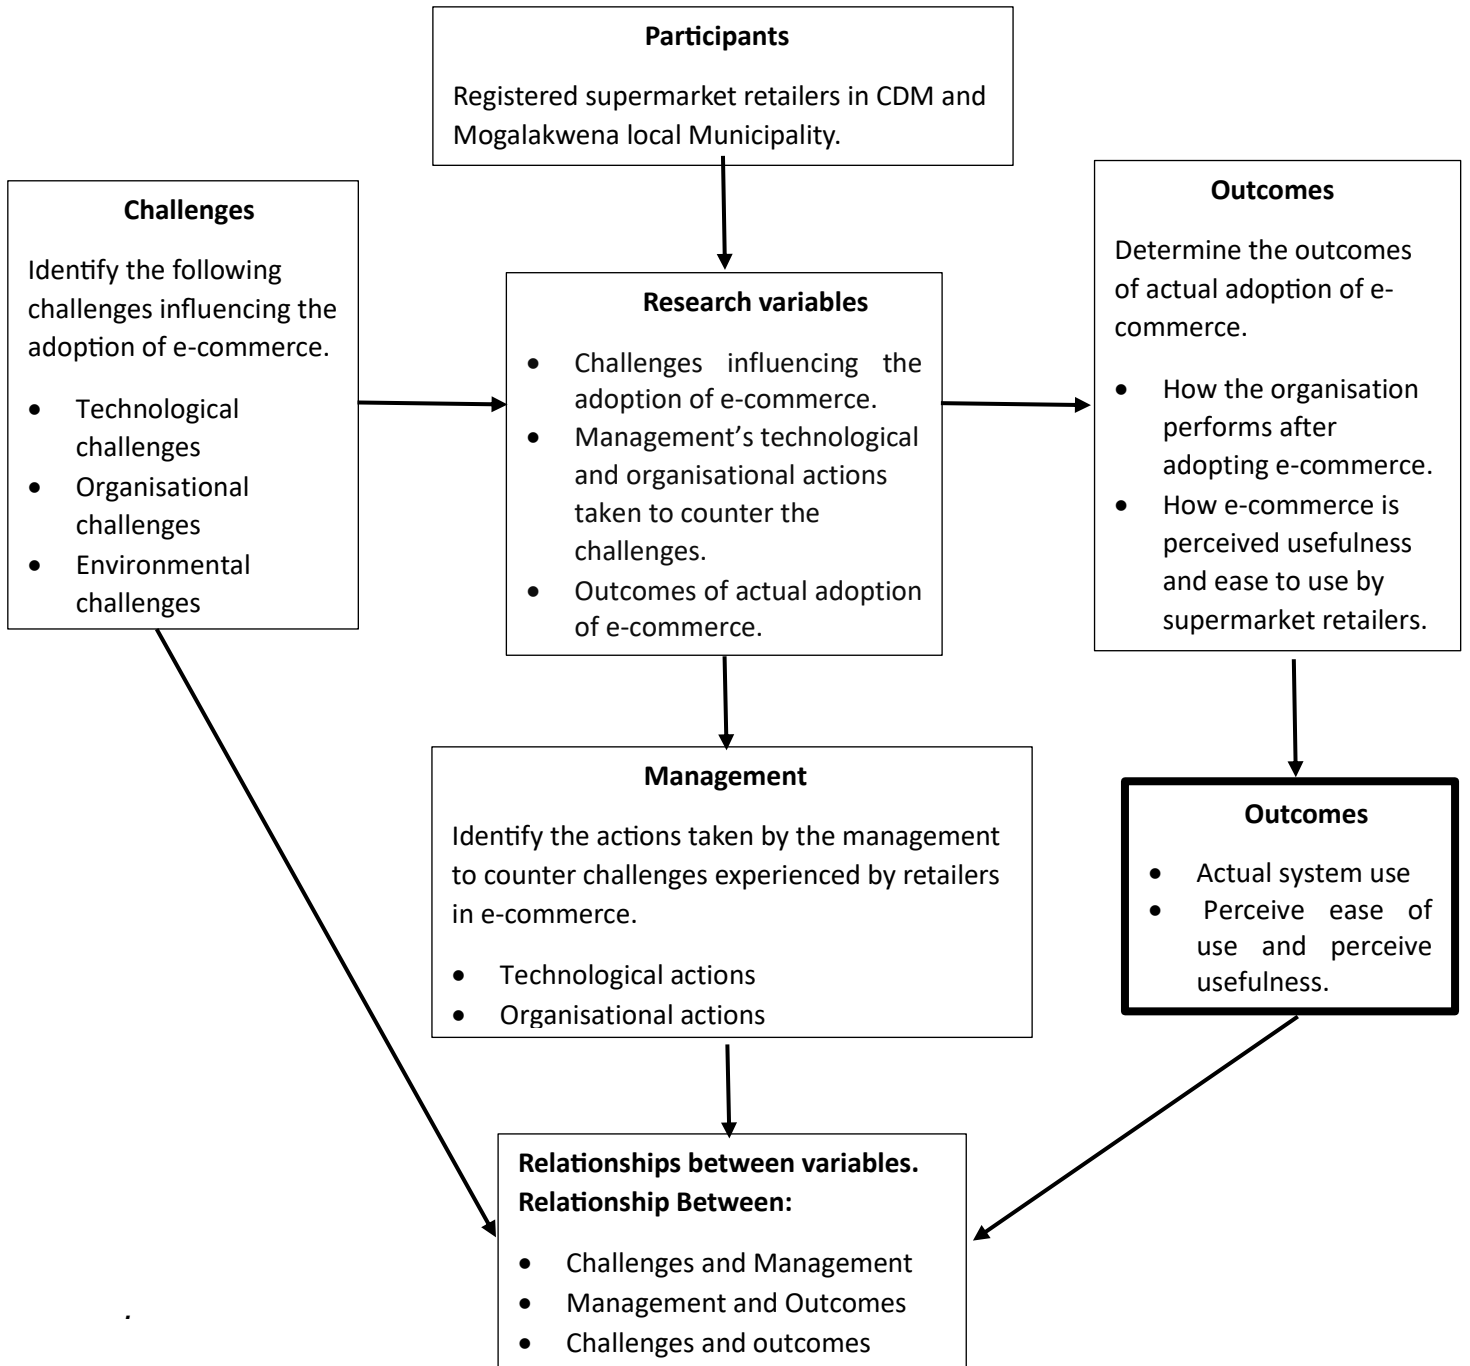 Participants
Registered supermarket retailers in CDM and
Mogalakwena local Municipality.
Challenges
Identify the following
challenges influencing the
adoption of e-commerce.
• Technological
challenges
• Organisational
challenges
• Environmental
challenges
Research variables
• Challenges influencing the
adoption of e-commerce.
• Management’s technological
and organisational actions
taken to counter the
challenges.
• Outcomes of actual adoption
of e-commerce.
Outcomes
Determine the outcomes
of actual adoption of e-
commerce.
• How the organisation
performs after
adopting e-commerce.
• How e-commerce is
perceived usefulness
and ease to use by
supermarket retailers.
Management
Identify the actions taken by the management
to counter challenges experienced by retailers
in e-commerce.
• Technological actions
• Organisational actions
Outcomes
• Actual system use
• Perceive ease of
use and perceive
usefulness.
Relationships between variables.
Relationship Between:
• Challenges and Management
• Management and Outcomes
• Challenges and outcomes
.